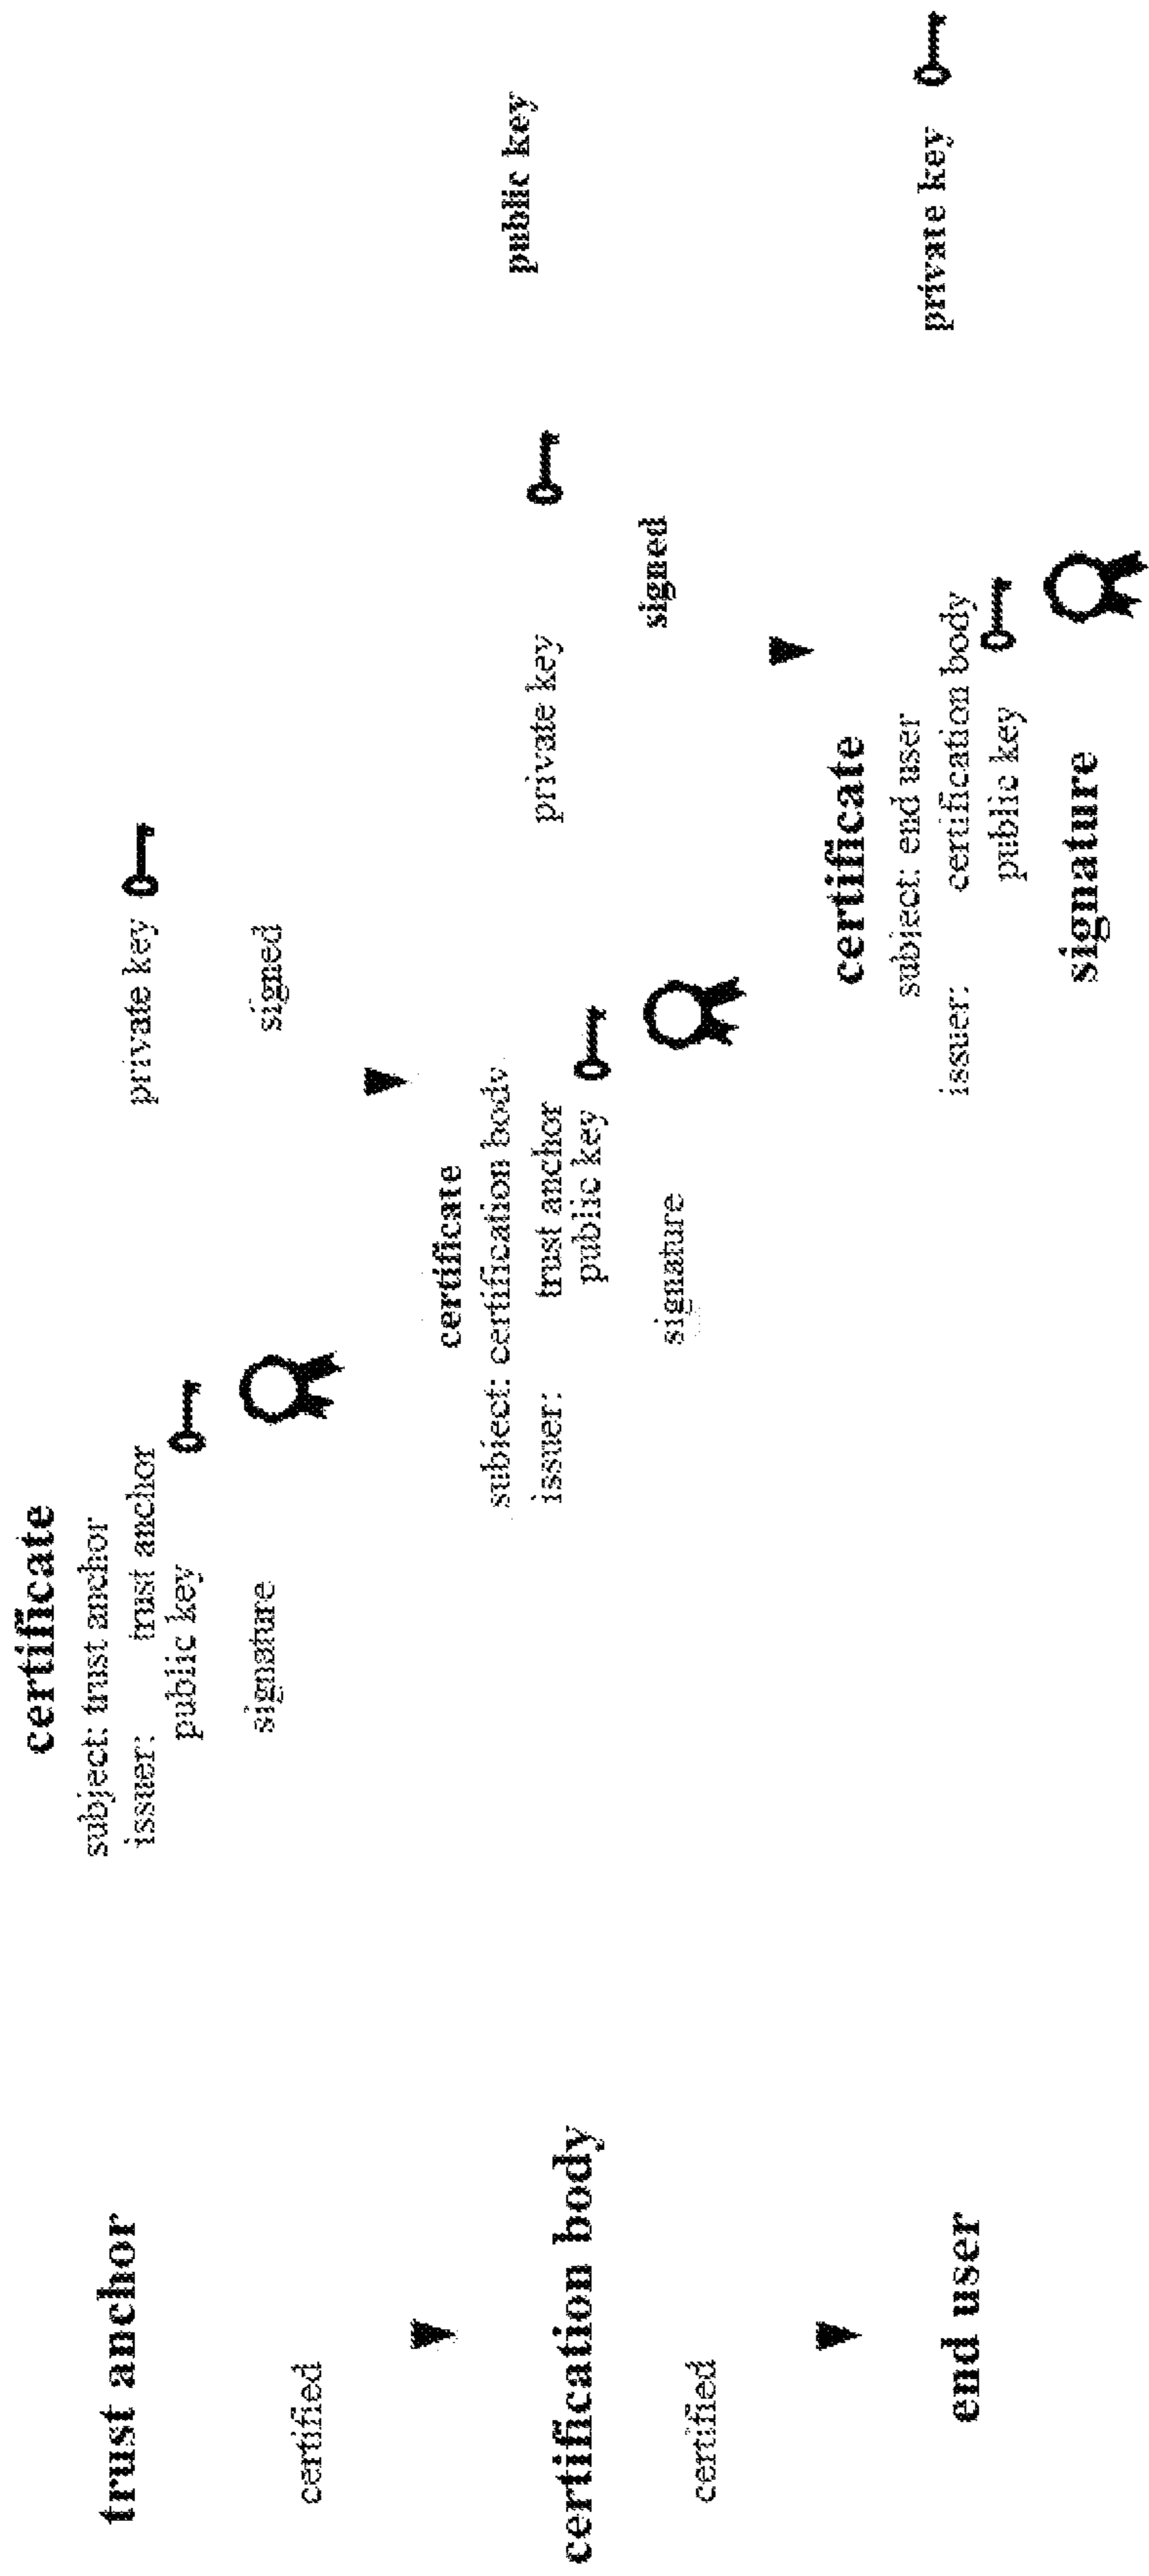 trust anchor
certified
certification body
certified
end user
certificate
subject: trust anchor
issuer: trust anchor
public key
signature
private key
signed
certificate
subject: certification body
issuer: trust anchor
public key
signature
private key
signed
public key
certificate
subject: end user
issuer: certification body
public key
signature
private key